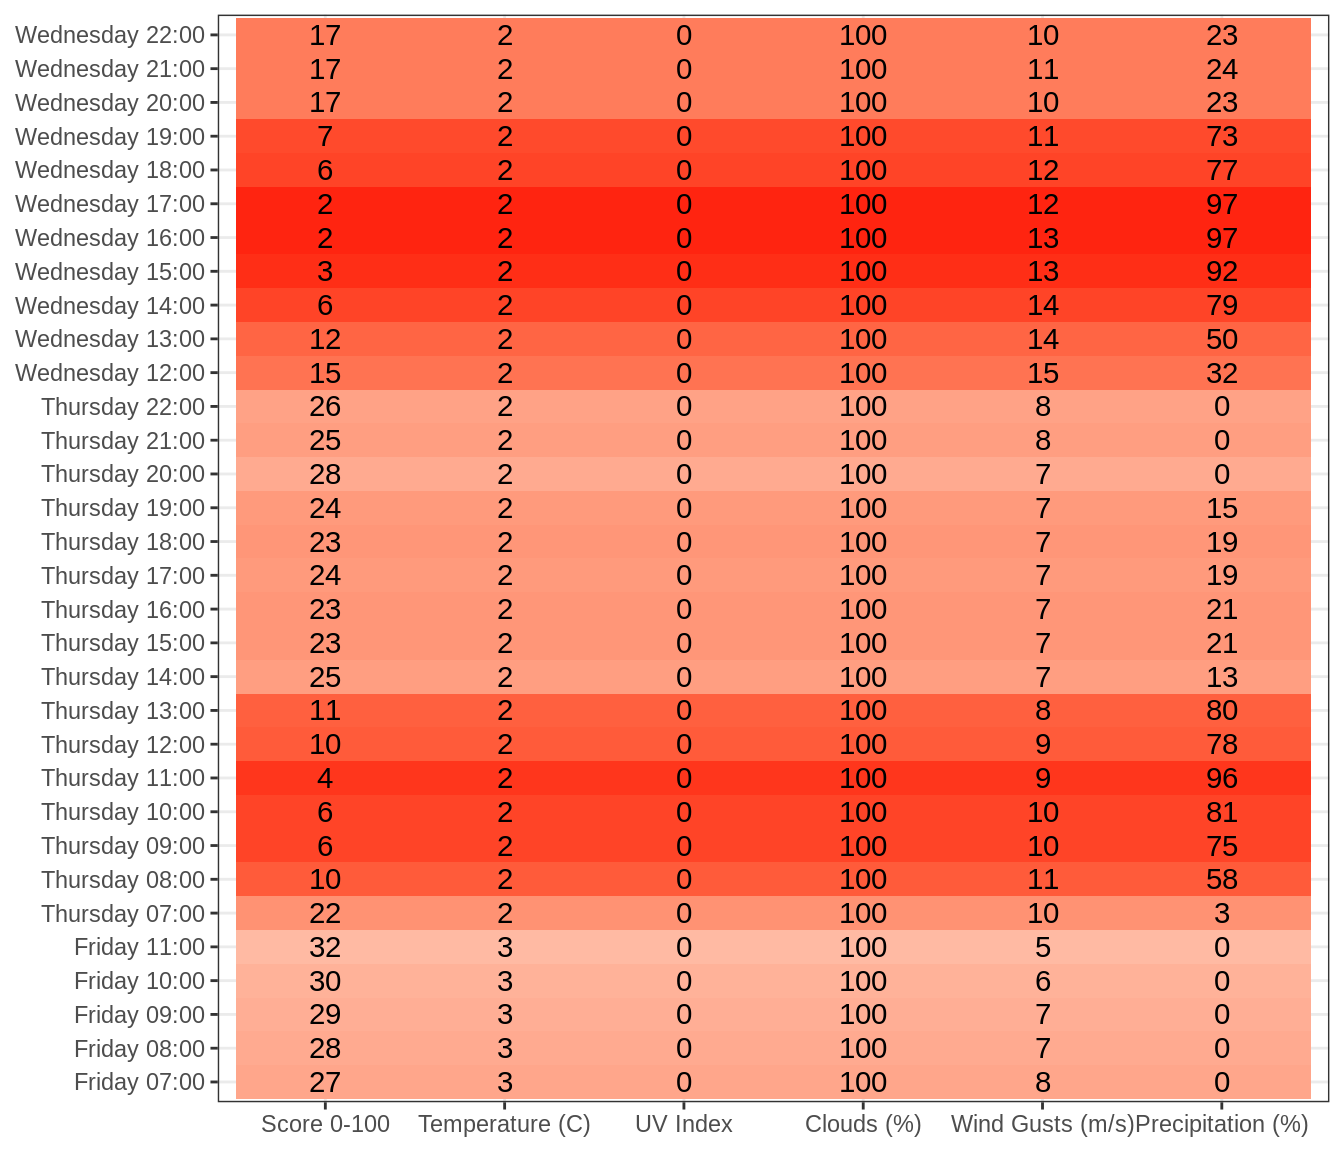 Wednesday 22:00 17 2 0 100 10 23
Wednesday 21:00 17 2 0 100 11 24
Wednesday 20:00 17 2 0 100 10 23
Wednesday 19:00 7 2 0 100 11 73
Wednesday 18:00 6 2 0 100 12 77
Wednesday 17:00 2 2 0 100 12 97
Wednesday 16:00 2 2 0 100 13 97
Wednesday 15:00 3 2 0 100 13 92
Wednesday 14:00 6 2 0 100 14 79
Wednesday 13:00 12 2 0 100 14 50
Wednesday 12:00 15 2 0 100 15 32
Thursday 22:00 26 2 0 100 8 0
Thursday 21:00 25 2 0 100 8 0
Thursday 20:00 28 2 0 100 7 0
Thursday 19:00 24 2 0 100 7 15
Thursday 18:00 23 2 0 100 7 19
Thursday 17:00 24 2 0 100 7 19
Thursday 16:00 23 2 0 100 7 21
Thursday 15:00 23 2 0 100 7 21
Thursday 14:00 25 2 0 100 7 13
Thursday 13:00 11 2 0 100 8 80
Thursday 12:00 10 2 0 100 9 78
Thursday 11:00 4 2 0 100 9 96
Thursday 10:00 6 2 0 100 10 81
Thursday 09:00 6 2 0 100 10 75
Thursday 08:00 10 2 0 100 11 58
Thursday 07:00 22 2 0 100 10 3
Friday 11:00 32 3 0 100 5 0
Friday 10:00 30 3 0 100 6 0
Friday 09:00 29 3 0 100 7 0
Friday 08:00 28 3 0 100 7 0
Friday 07:00 27 3 0 100 8 0
Score 0-100 Temperature (C) UV Index Clouds (%) Wind Gusts (m/s) Precipitation (%)